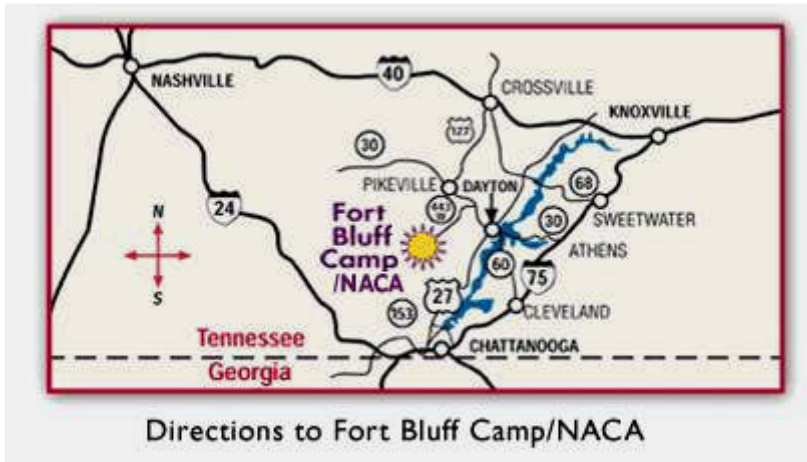 NASHVILLE
40
CROSSVILLE
KNOXVILLE
127
30
PIKEVILLE
DAYTON
68
24
443
Fort
Bluff
Camp
/NACA
30
SWEETWATER
ATHENS
N
S
60
75
27
153
CLEVELAND
Tennessee
CHATTANOOGA
Georgia
Directions to Fort Bluff Camp/NACA